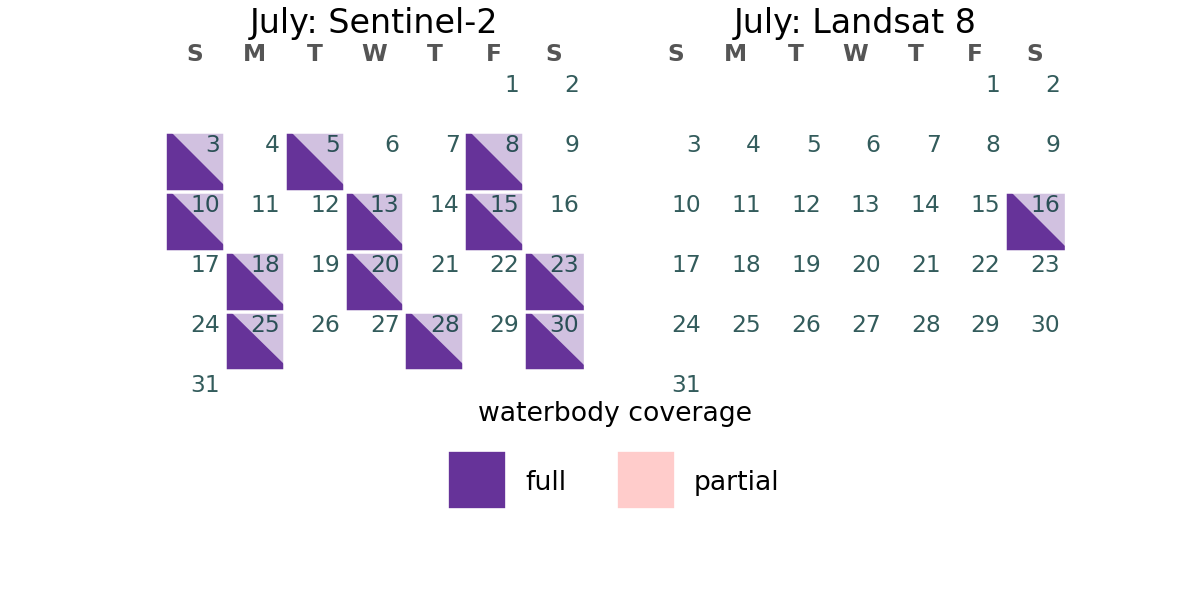 July: Sentinel-2
S M T W T F S
1 2
3 4 5 6 7 8 9
10 11 12 13 14 15 16
17 18 19 20 21 22 23
24 25 26 27 28 29 30
31
July: Landsat 8
S M T W T F S
1 2
3 4 5 6 7 8 9
10 11 12 13 14 15 16
17 18 19 20 21 22 23
24 25 26 27 28 29 30
31
waterbody coverage
full
partial